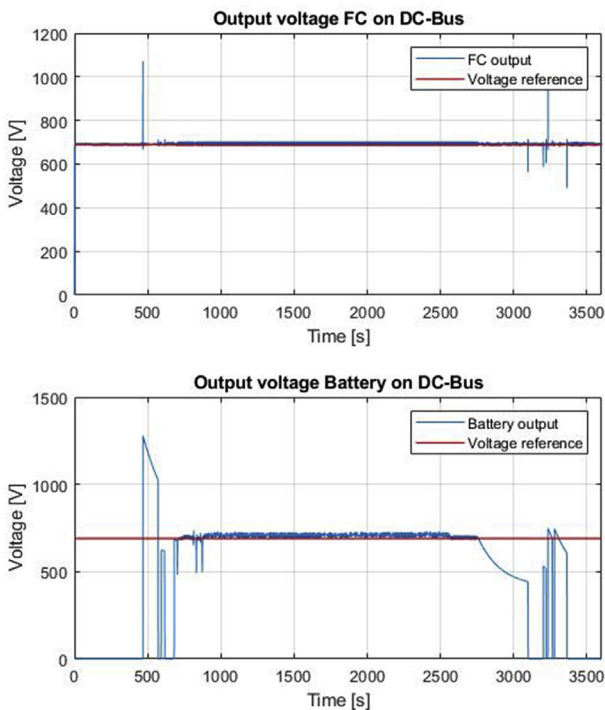 Output voltage FC on DC-Bus
1200
1000
800
600
400
200
0
Voltage [V]
FC output
Voltage reference
0 500 1000 1500 2000 2500 3000 3500
Time [s]
Output voltage Battery on DC-Bus
1500
1000
500
0
Voltage [V]
Battery output
Voltage reference
0 500 1000 1500 2000 2500 3000 3500
Time [s]